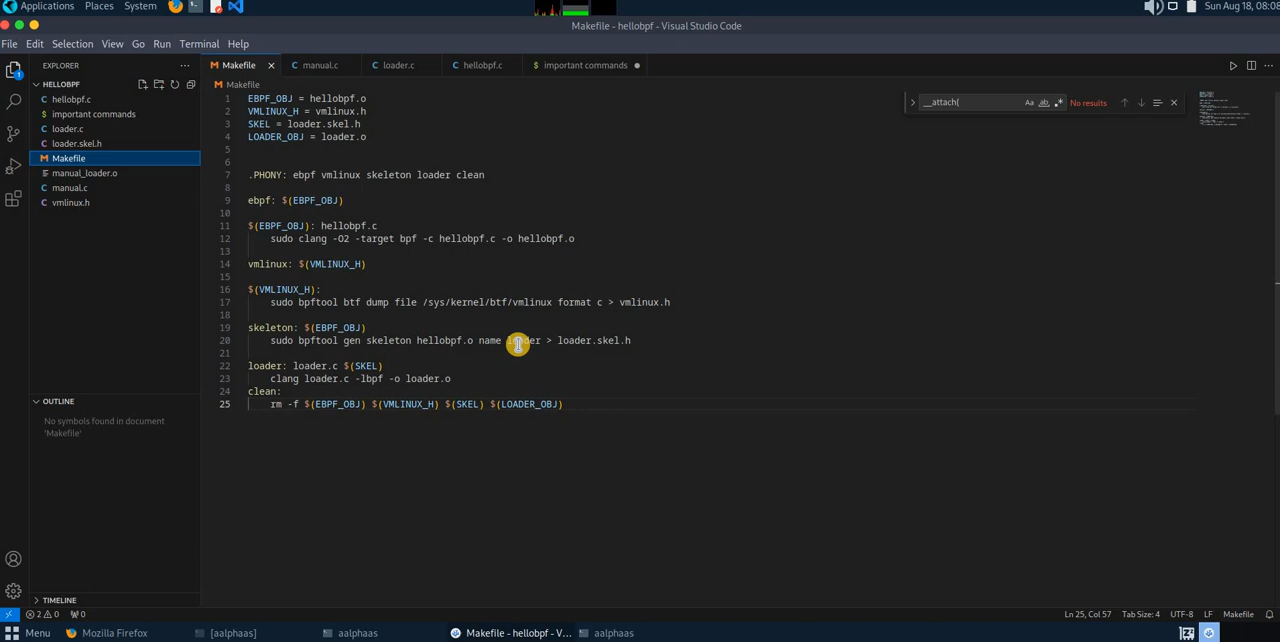 Applications Places System Sun Aug 18, 08:08
Makefile - hellobpf - Visual Studio Code
File Edit Selection View Go Run Terminal Help
EXPLORER ···
HELLOBPF
hellobpf.c
$ important commands
C loader.c
C loader.skel.h
M Makefile
manual_loader.o
C manual.c
C vmlinux.h
OUTLINE
No symbols found in document
'Makefile'
TIMELINE
M Makefile × C manual.c C loader.c C hellobpf.c $ important commands ●
M Makefile
__attach( Aa ab .* No results
1 EBPF_OBJ = hellobpf.o
2 VMLINUX_H = vmlinux.h
3 SKEL = loader.skel.h
4 LOADER_OBJ = loader.o
5
6
7 .PHONY: ebpf vmlinux skeleton loader clean
8
9 ebpf: $(EBPF_OBJ)
10
11 $(EBPF_OBJ): hellobpf.c
12 sudo clang -O2 -target bpf -c hellobpf.c -o hellobpf.o
13
14 vmlinux: $(VMLINUX_H)
15
16 $(VMLINUX_H):
17 sudo bpftool btf dump file /sys/kernel/btf/vmlinux format c > vmlinux.h
18
19 skeleton: $(EBPF_OBJ)
20 sudo bpftool gen skeleton hellobpf.o name loader > loader.skel.h
21
22 loader: loader.c $(SKEL)
23 clang loader.c -lbpf -o loader.o
24 clean:
25 rm -f $(EBPF_OBJ) $(VMLINUX_H) $(SKEL) $(LOADER_OBJ)
2 0 0 Ln 25, Col 57 Tab Size: 4 UTF-8 LF Makefile
Menu Mozilla Firefox [aalphaas] aalphaas Makefile - hellobpf - V... aalphaas